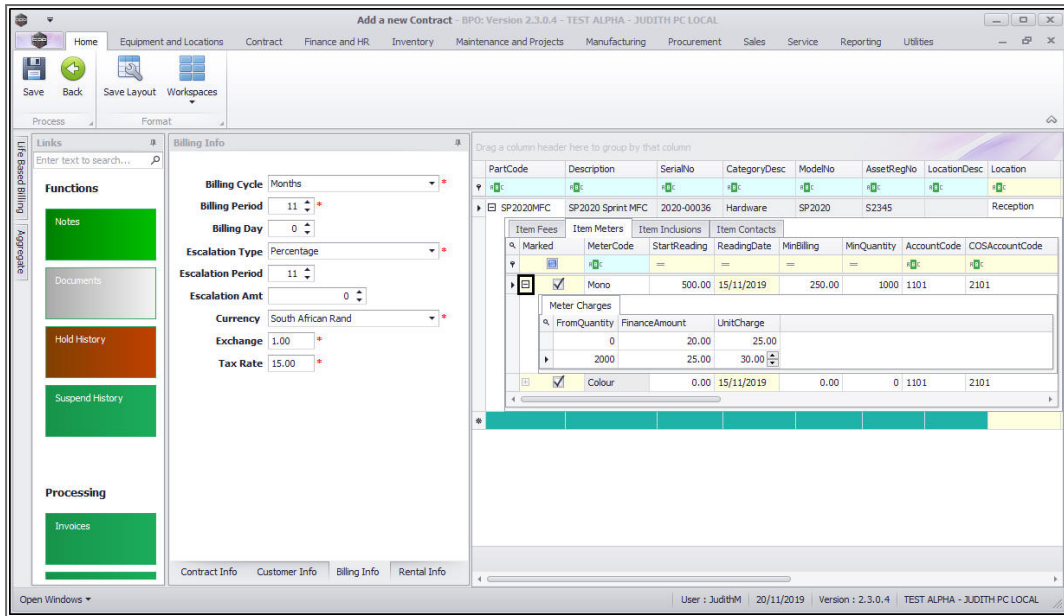 Add a new Contract - BPO: Version 2.3.0.4 - TEST ALPHA - JUDITH PC LOCAL
Home Equipment and Locations Contract Finance and HR Inventory Maintenance and Projects Manufacturing Procurement Sales Service Reporting Utilities
Save Back Save Layout Workspaces
Process Format
Life Based Billing
Aggregate
Links
Enter text to search...
Functions
Notes
Documents
Hold History
Suspend History
Processing
Invoices
Billing Info
Billing Cycle Months *
Billing Period 11 *
Billing Day 0
Escalation Type Percentage *
Escalation Period 11
Escalation Amt 0
Currency South African Rand *
Exchange 1.00 *
Tax Rate 15.00 *
Contract Info Customer Info Billing Info Rental Info
Drag a column header here to group by that column
PartCode Description SerialNo CategoryDesc ModelNo AssetRegNo LocationDesc Location
SP2020MFC SP2020 Sprint MFC 2020-00036 Hardware SP2020 S2345 Reception
Item Fees Item Meters Item Inclusions Item Contacts
Marked MeterCode StartReading ReadingDate MinBilling MinQuantity AccountCode COSAccountCode
= = = =
Mono 500.00 15/11/2019 250.00 1000 1101 2101
Meter Charges
FromQuantity FinanceAmount UnitCharge
0 20.00 25.00
2000 25.00 30.00
Colour 0.00 15/11/2019 0.00 0 1101 2101
Open Windows User : JudithM 20/11/2019 Version : 2.3.0.4 TEST ALPHA - JUDITH PC LOCAL